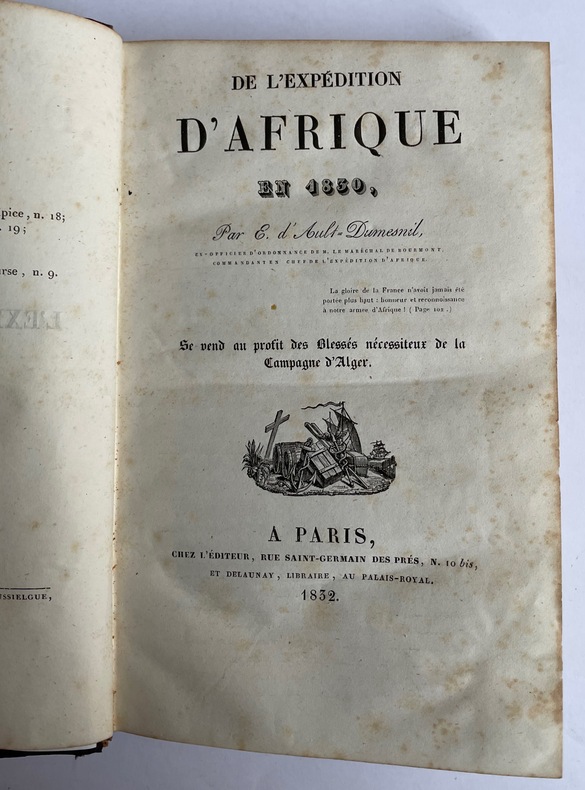 pice, n. 18;
. 19;
rse, n. 9.
SSIELGUE,
DE L'EXPÉDITION
D'AFRIQUE
EN 1830,
Par E. d'Ault-Dumesnil,
EX-OFFICIER D'ORDONNANCE DE M. LE MARÉCHAL DE BOURMONT,
COMMANDANT EN CHEF DE L'EXPÉDITION D'AFRIQUE.
La gloire de la France n'avoit jamais été
portée plus haut : honneur et reconnoissance
à notre armée d'Afrique ! ( Page 102 .)
Se vend au profit des Blessés nécessiteux de la
Campagne d'Alger.
A PARIS,
CHEZ L'ÉDITEUR, RUE SAINT-GERMAIN DES PRÉS, N. 10 bis,
ET DELAUNAY, LIBRAIRE, AU PALAIS-ROYAL.
1832.